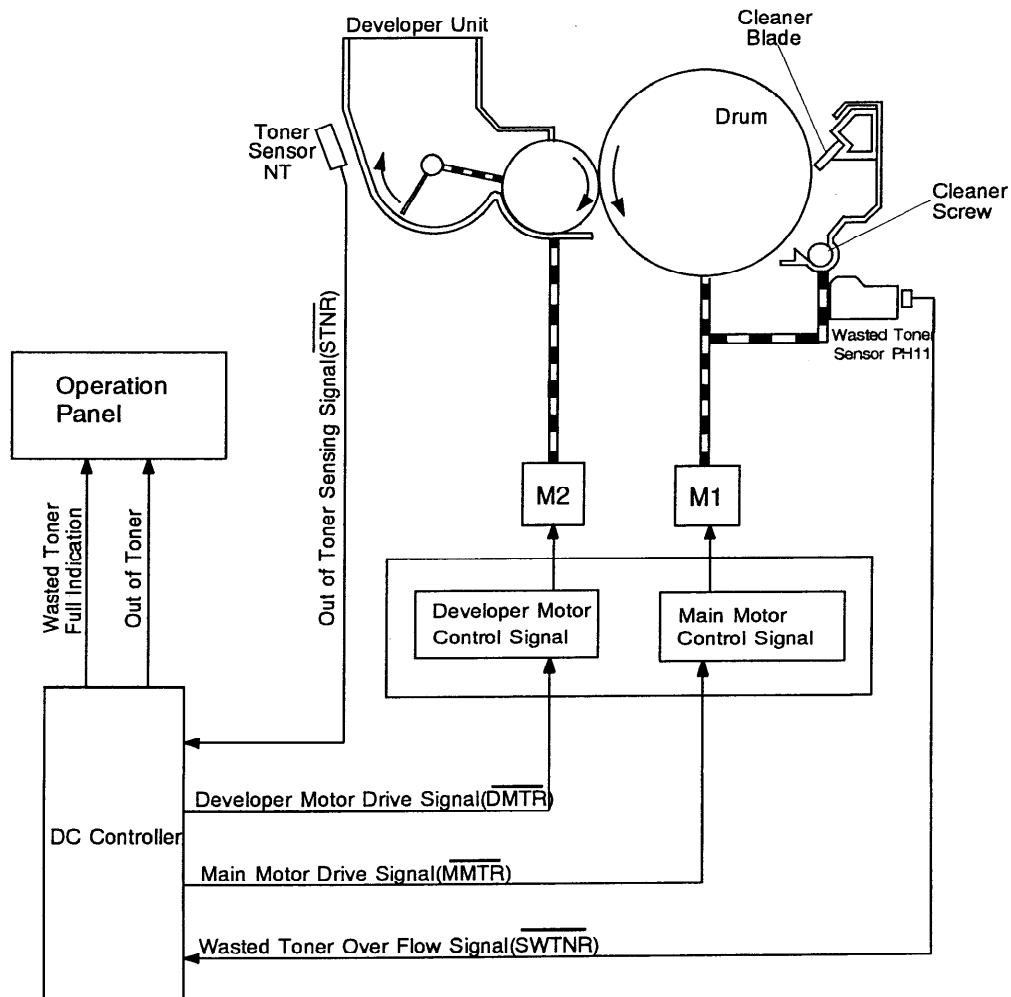 Developer Unit
Cleaner
Blade
Drum
Toner
Sensor
NT
Cleaner
Screw
Wasted Toner
Sensor PH11
Out of Toner Sensing Signal(STNR)
Operation
Panel
Wasted Toner
Full Indication
Out of Toner
M2
M1
Developer Motor
Control Signal
Main Motor
Control Signal
DC Controller
Developer Motor Drive Signal(DMTR)
Main Motor Drive Signal(MMTR)
Wasted Toner Over Flow Signal(SWTNR)